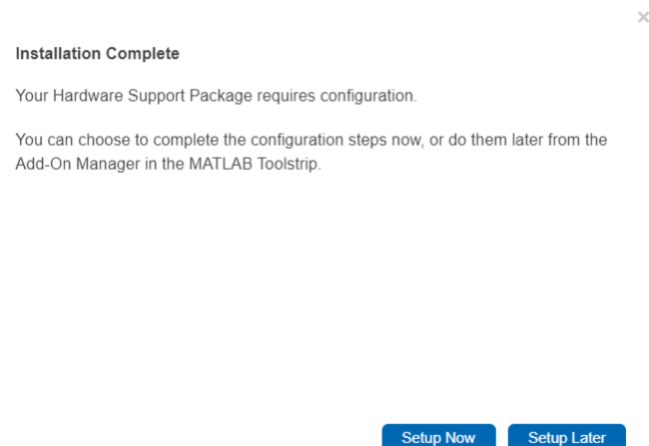 Installation Complete
Your Hardware Support Package requires configuration.
You can choose to complete the configuration steps now, or do them later from the
Add-On Manager in the MATLAB Toolstrip.
Setup Now Setup Later